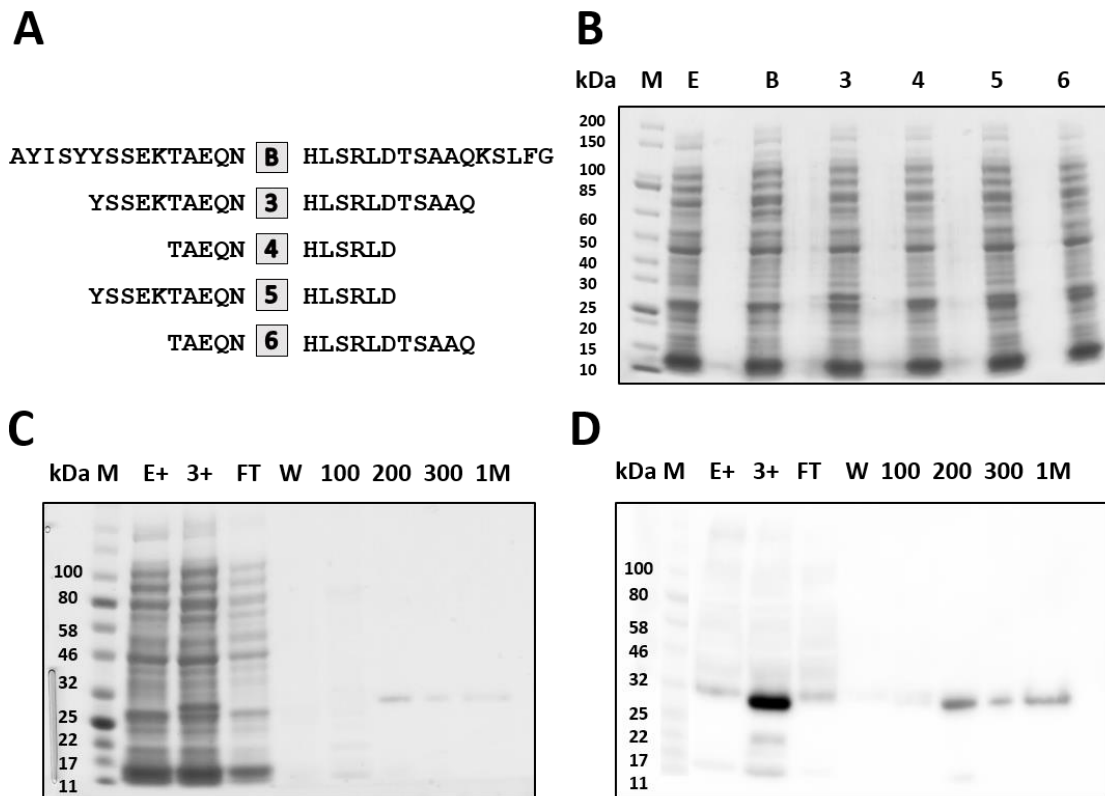 A
AYISYYSSEKTAEQN B HLSRLDTSAAQKSLFG
YSSEKTAEQN 3 HLSRLDTSAAQ
TAEQN 4 HLSRLD
YSSEKTAEQN 5 HLSRLD
TAEQN 6 HLSRLDTSAAQ
B
kDa M E B 3 4 5 6
200
150
100
85
60
50
40
30
25
20
15
10
C
kDa M E+ 3+ FT W 100 200 300 1M
100
80
58
46
32
25
22
17
11
D
kDa M E+ 3+ FT W 100 200 300 1M
100
80
58
46
32
25
22
17
11